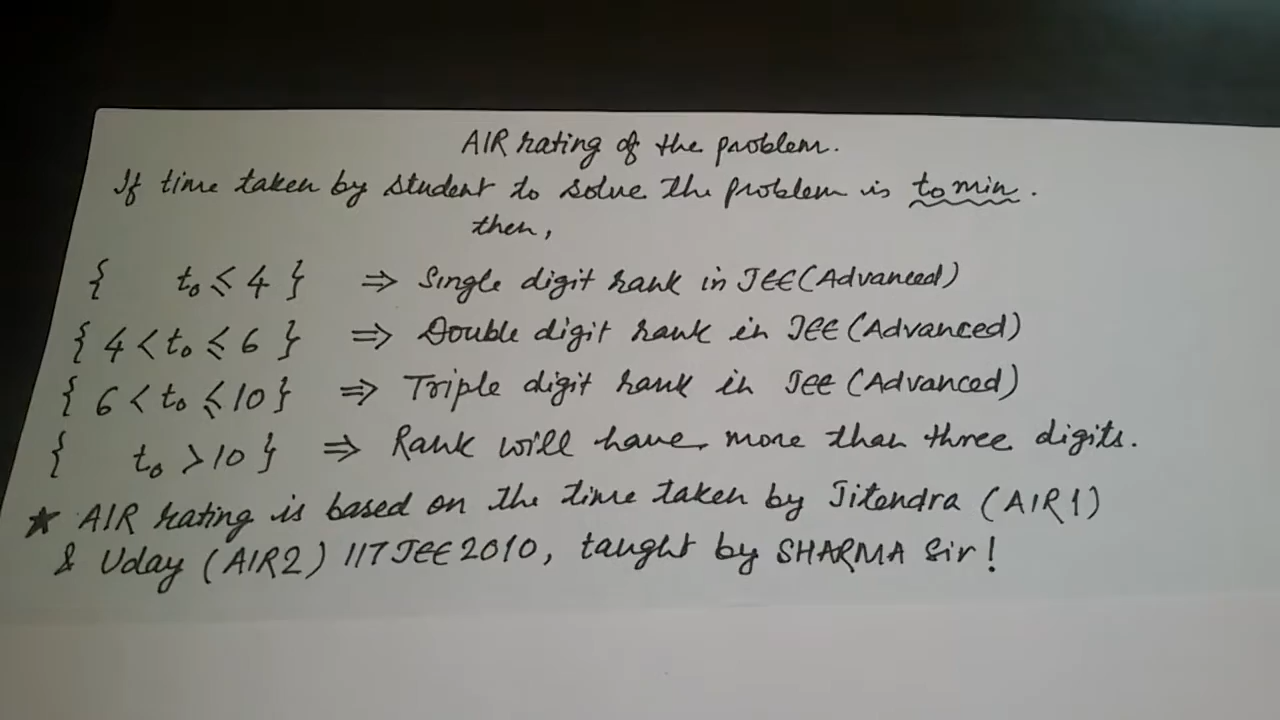 AIR rating of the problem.
If time taken by student to solve the problem is to min.
then,
{ t₀ ⩽ 4 } ⇒ Single digit rank in JEE (Advanced)
{ 4 < t₀ ⩽ 6 } ⇒ Double digit rank in JEE (Advanced)
{ 6 < t₀ ⩽ 10 } ⇒ Triple digit rank in JEE (Advanced)
{ t₀ > 10 } ⇒ Rank will have more than three digits.
★ AIR rating is based on the time taken by Jitendra (AIR 1)
& Uday (AIR2) IIT JEE 2010, taught by SHARMA Sir!